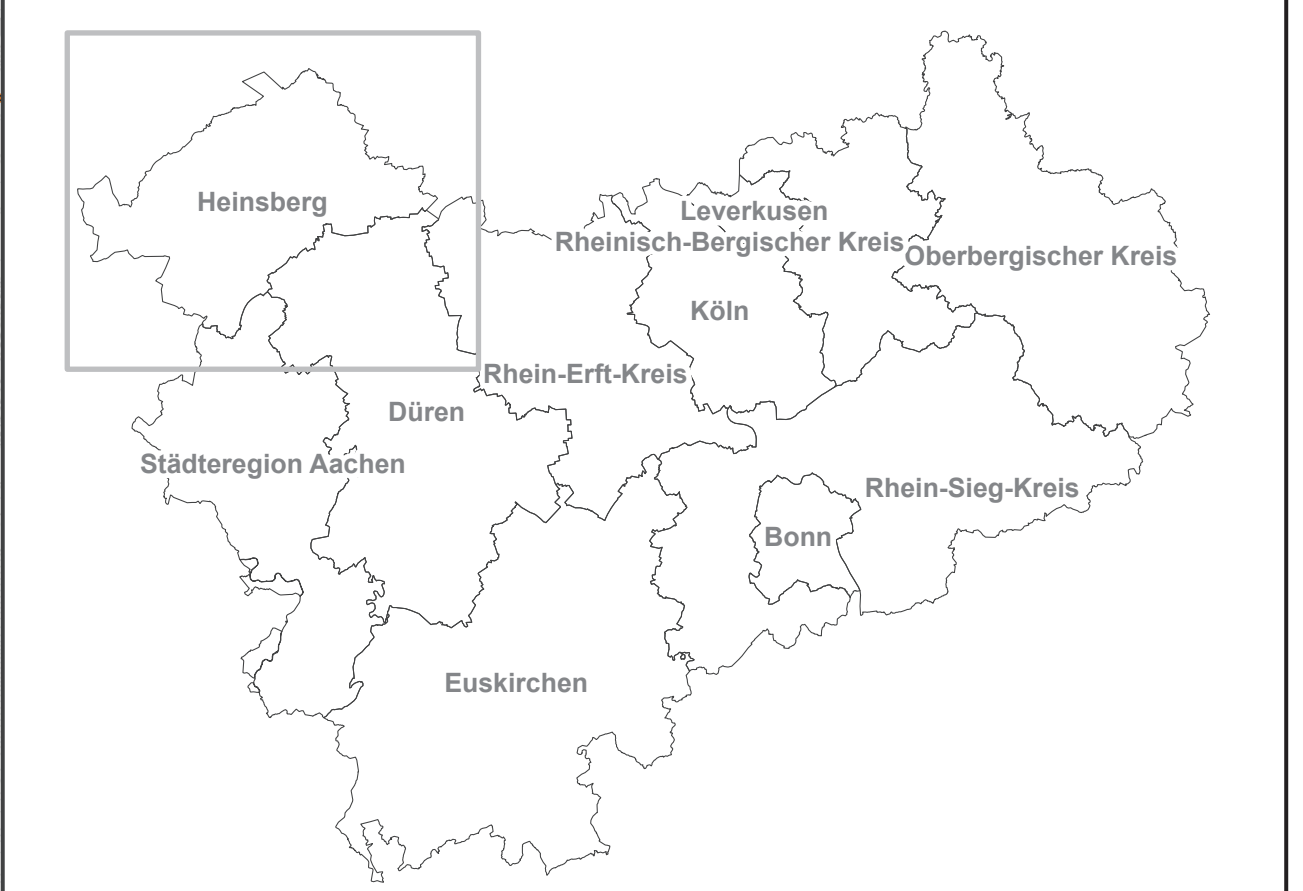 Heinsberg
Leverkusen
Rheinisch-Bergischer Kreis
Oberbergischer Kreis
Köln
Rhein-Erft-Kreis
Düren
Städteregion Aachen
Rhein-Sieg-Kreis
Bonn
Euskirchen